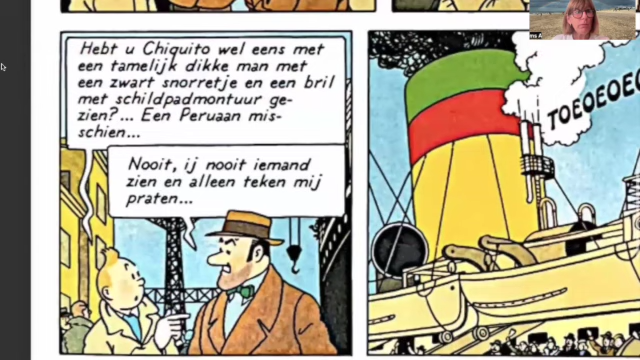 Hebt u Chiquito wel eens met
een tamelijk dikke man met
een zwart snorretje en een bril
met schildpadmontuur ge-
zien?... Een Peruaan mis-
schien...
Nooit, ij nooit iemand
zien en alleen teken mij
praten...
TOEOEOEO